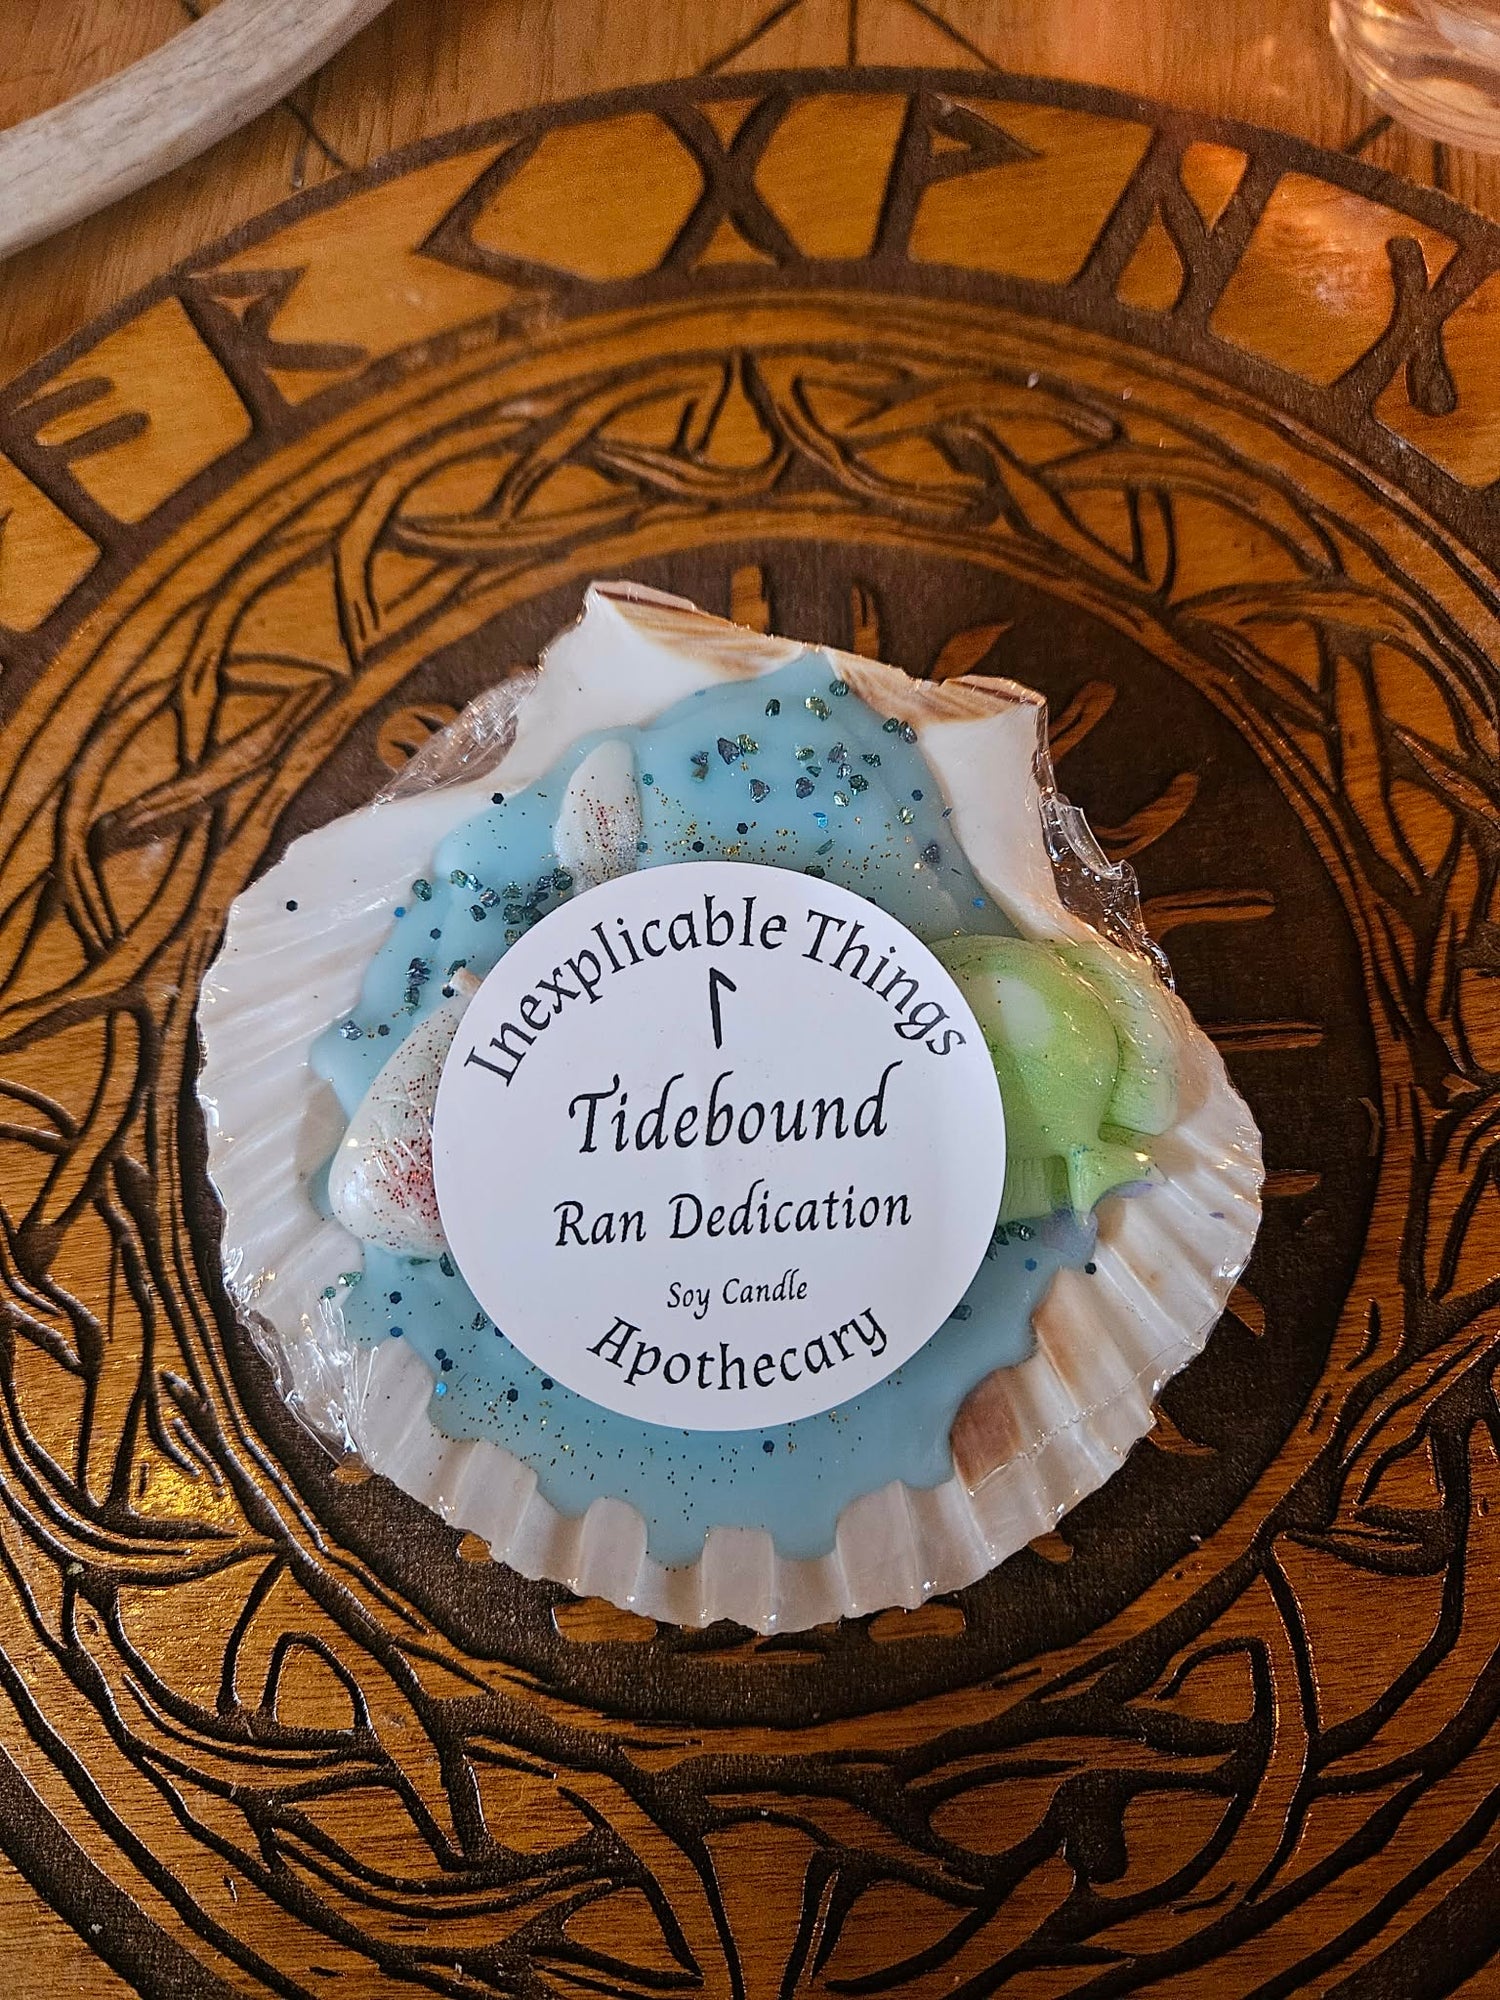 ᚨ ᚱ ᚲ ᚷ ᚹ ᚺ ᚾ
Inexplicable Things
ᛚ
Tidebound
Ran Dedication
Soy Candle
Apothecary